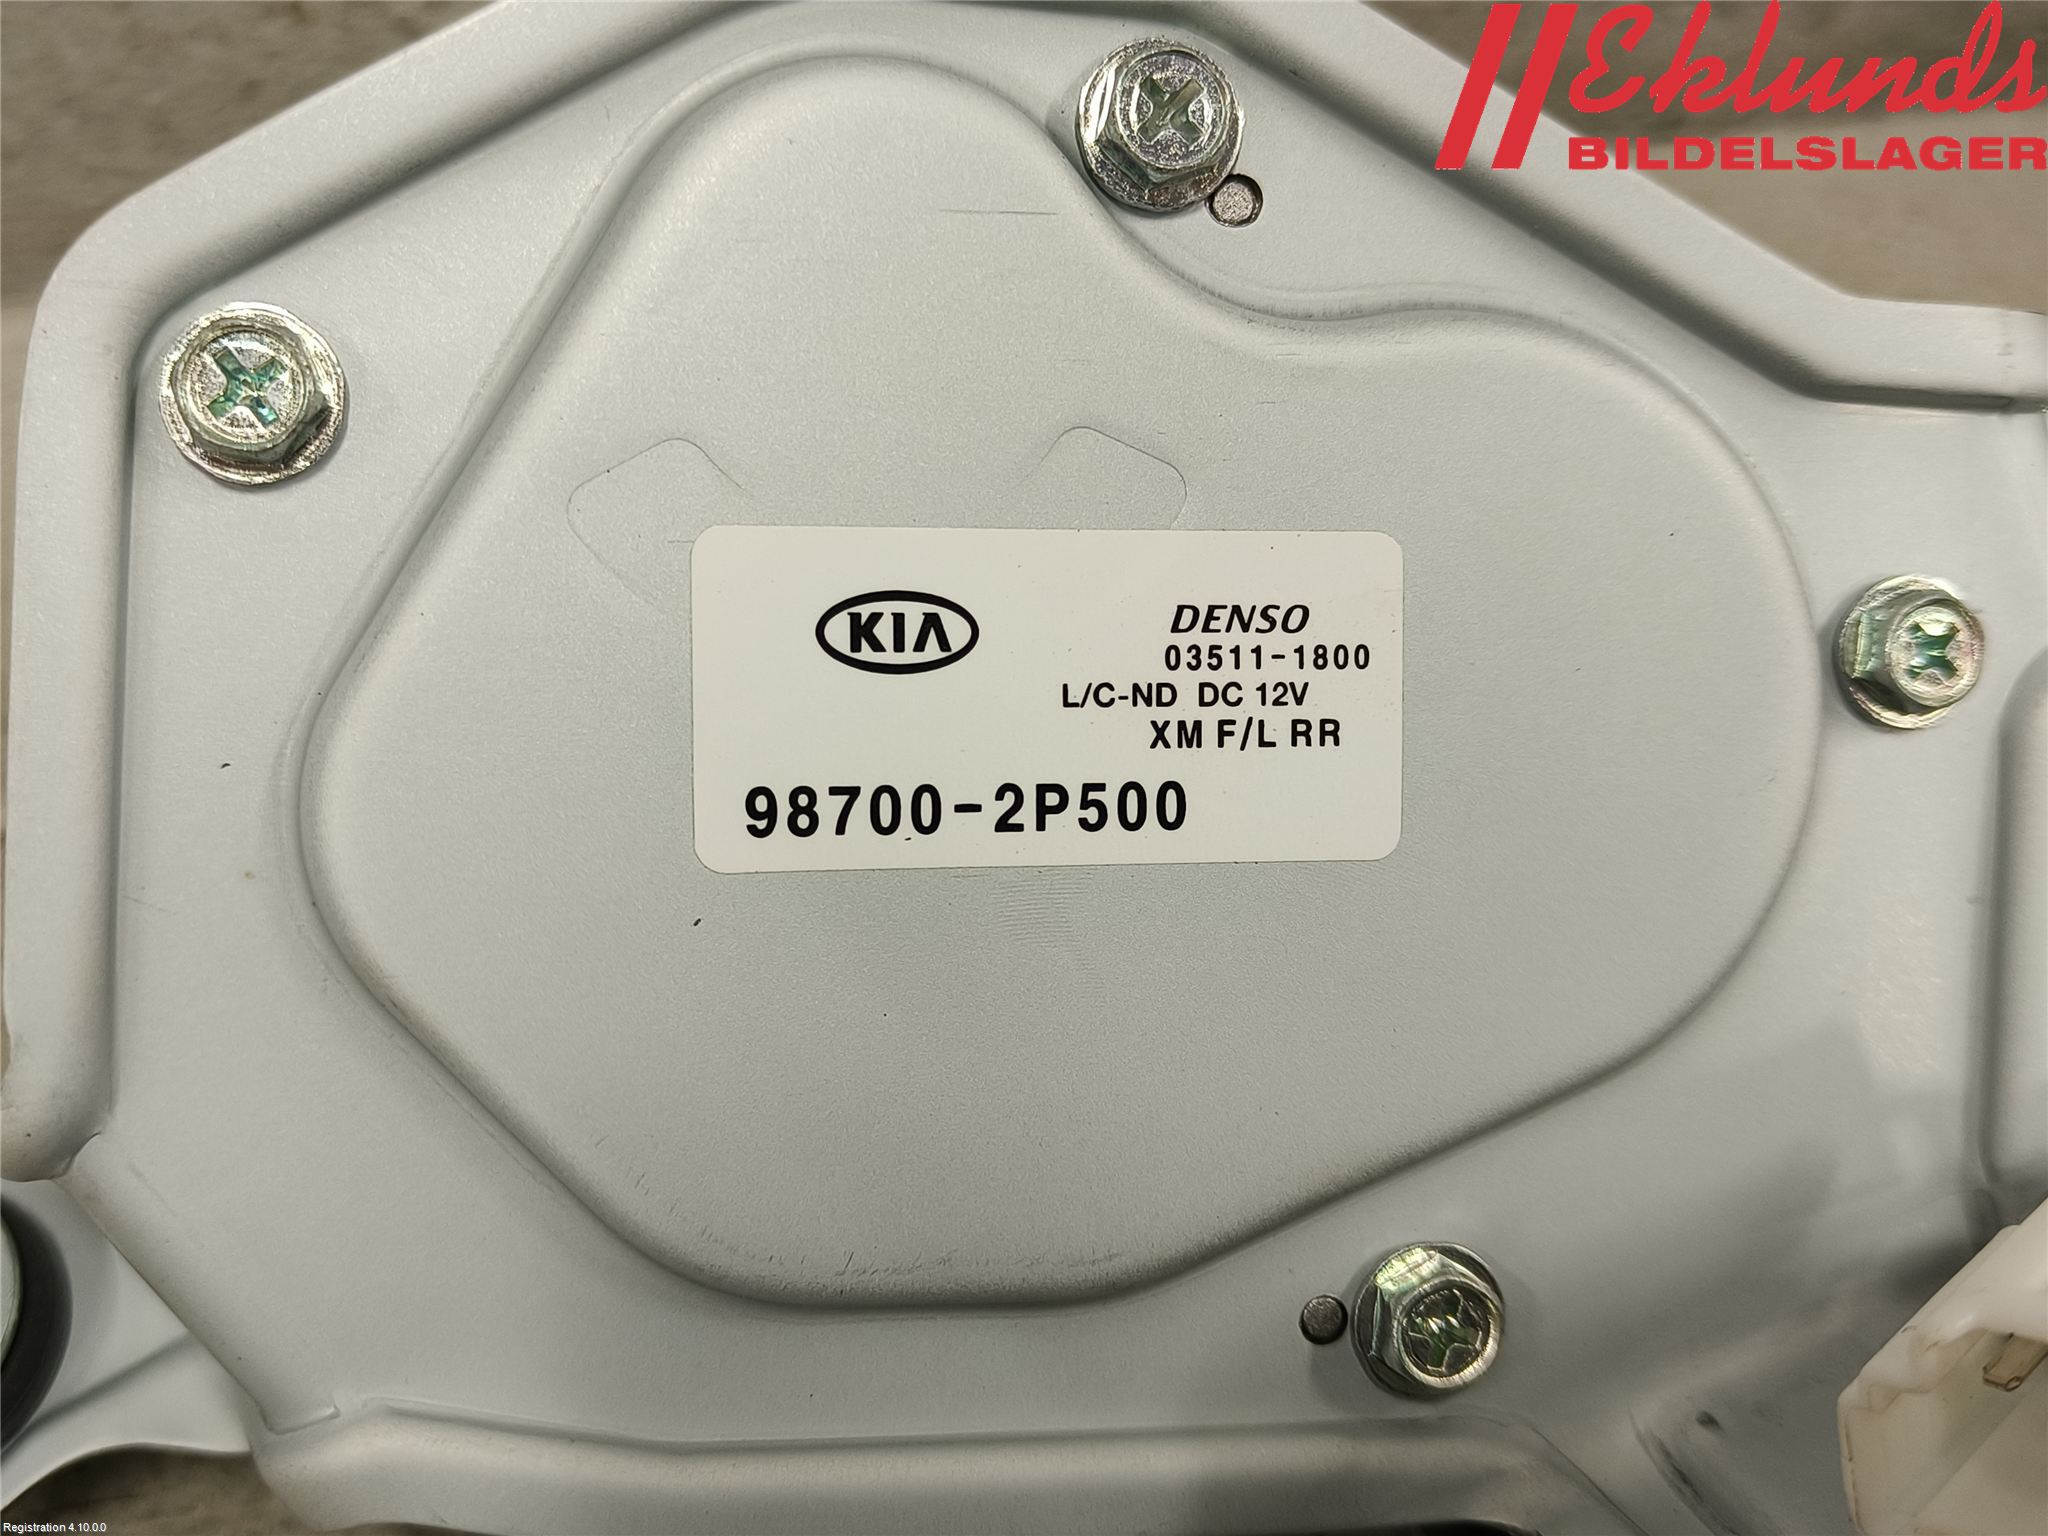 Eklunds
BILDELSLAGER
KIA
DENSO
03511-1800
L/C-ND DC 12V
XM F/L RR
98700-2P500
Registration 4.10.0.0